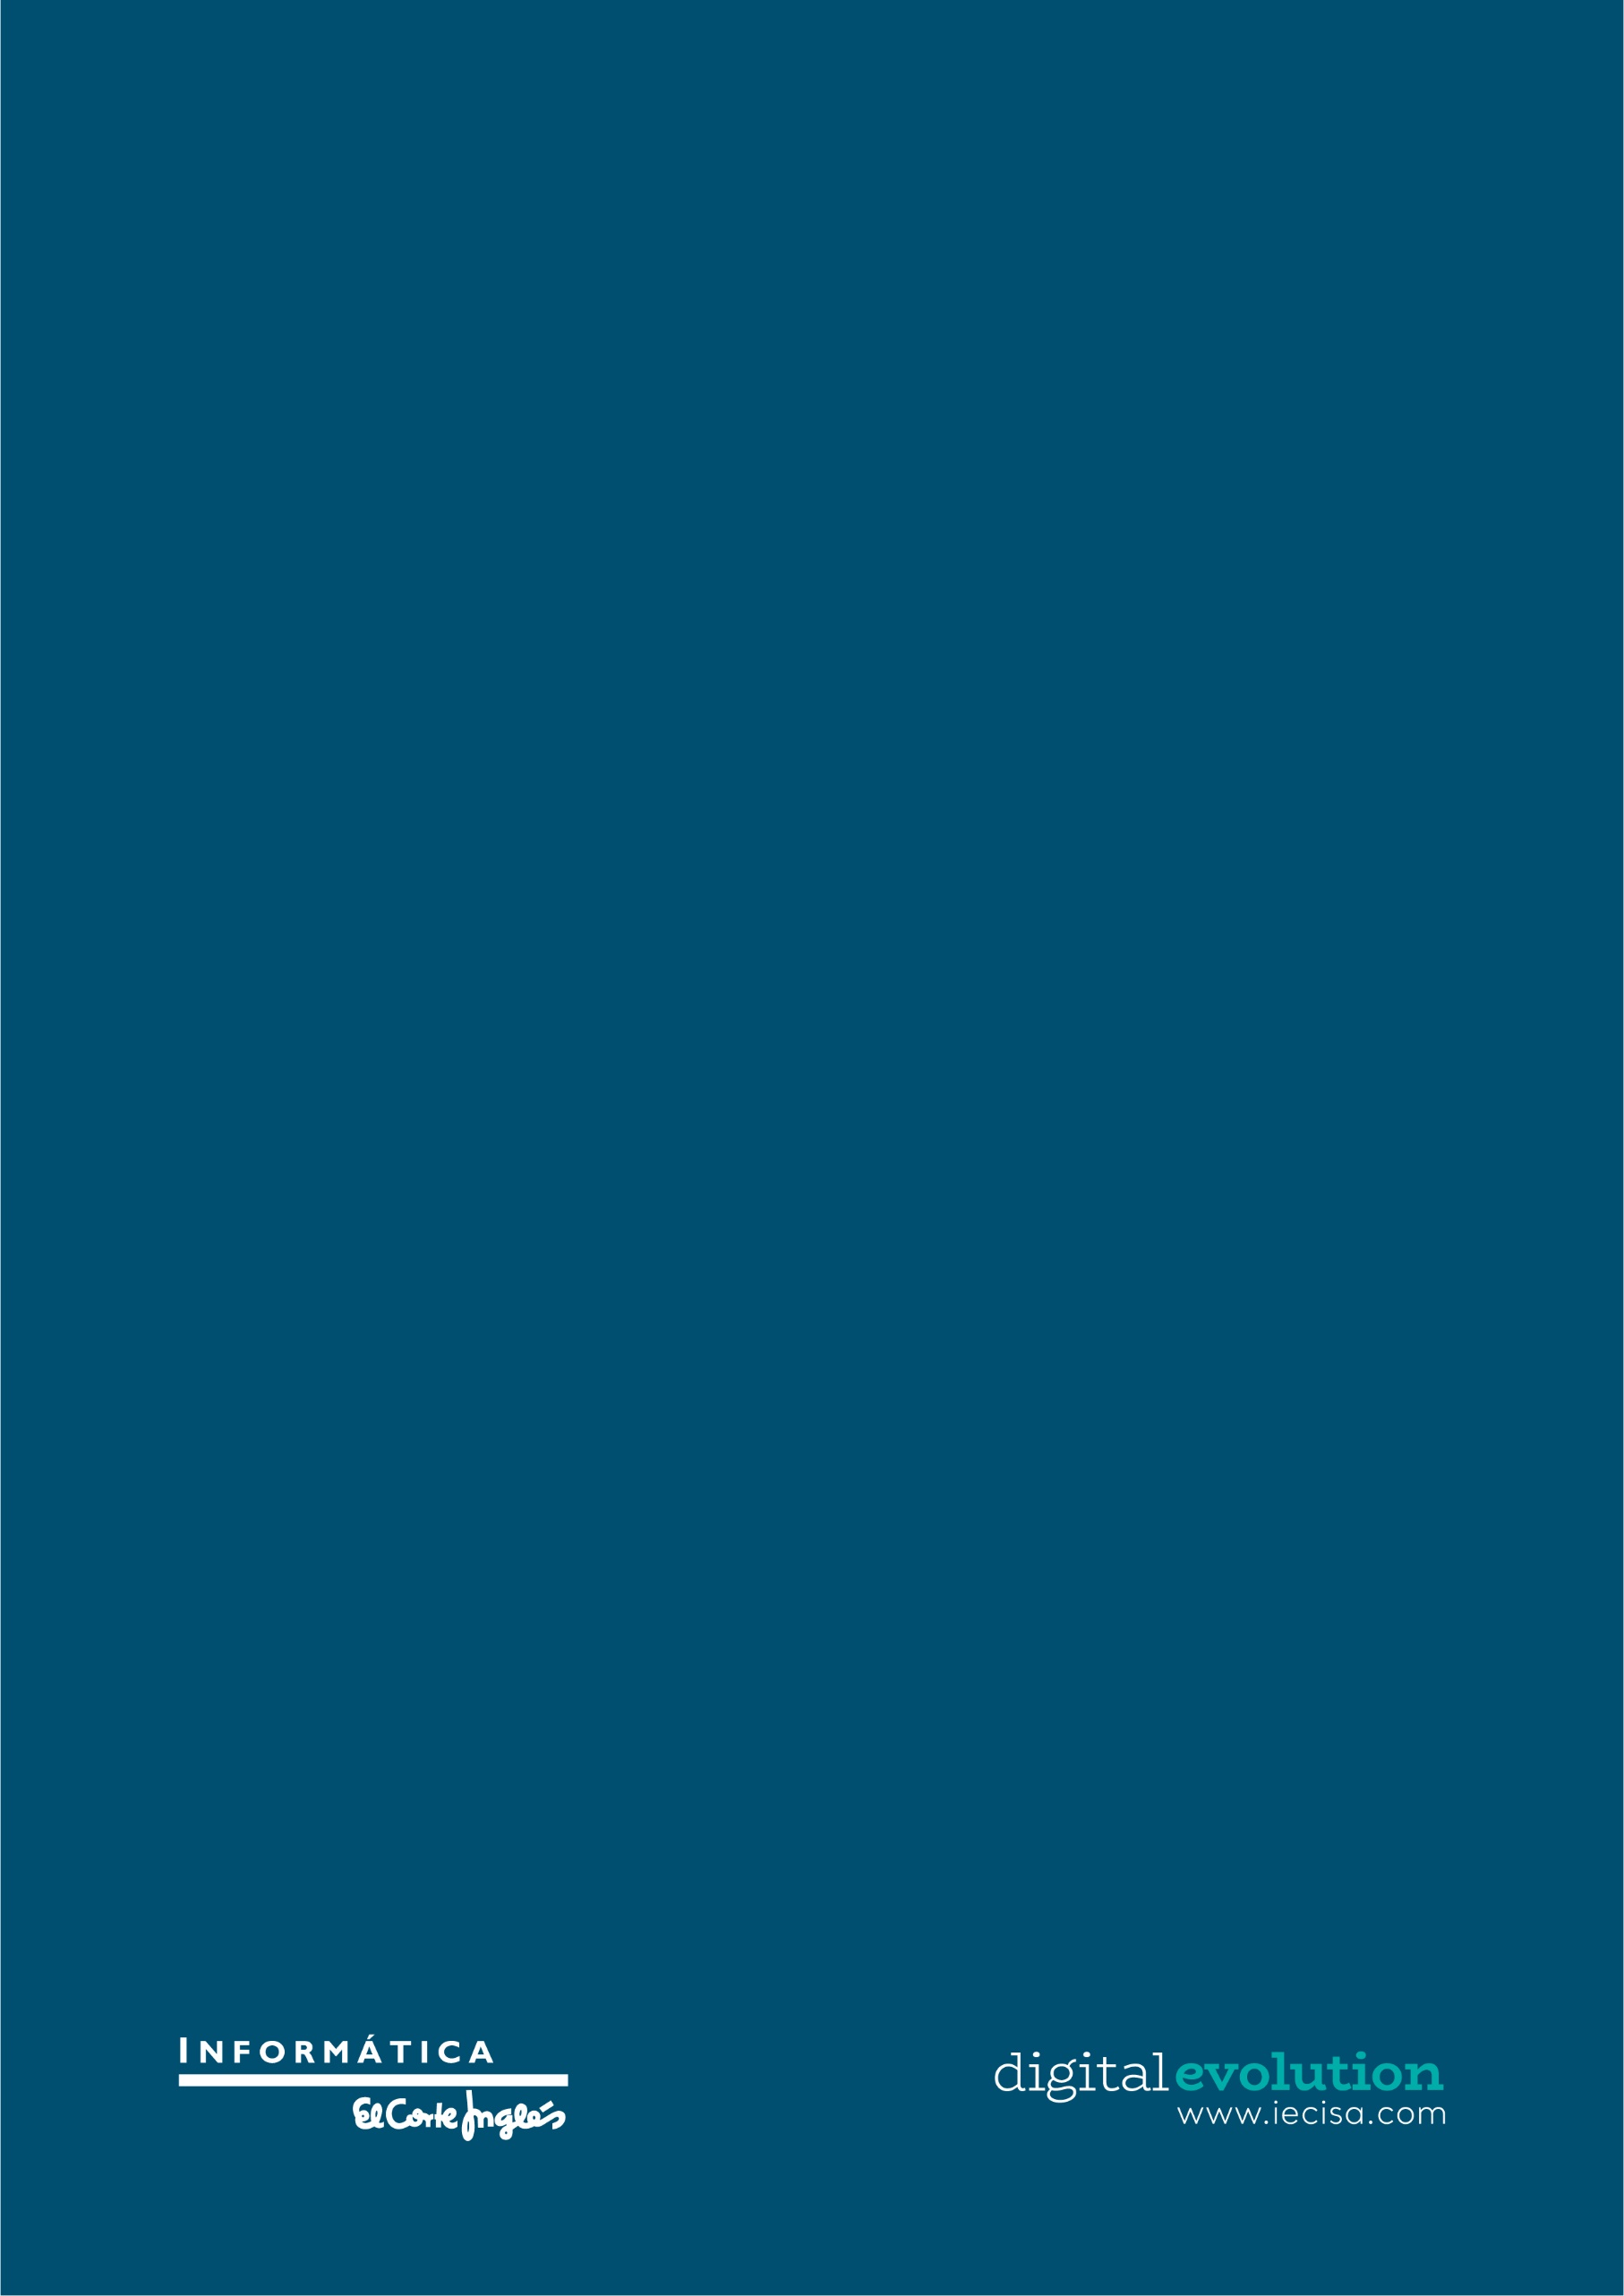 INFORMÁTICA
El Corte Inglés
digital evolution
www.iecisa.com